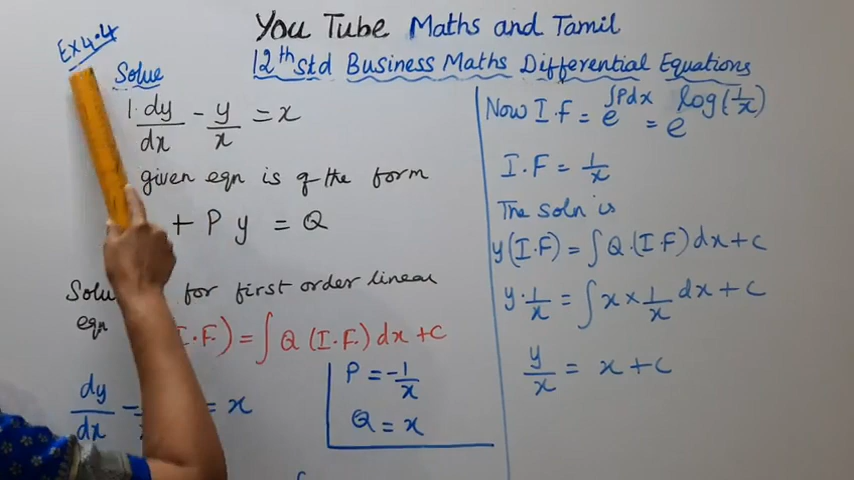 You Tube Maths and Tamil
Ex 4.4
12th std Business Maths Differential Equations
Solve
1. dy/dx - y/x = x
given eqn is of the form
+ P y = Q
for first order linear
eqn
I.F.) = ∫ Q (I.F.) dx + c
dy/dx - = x
P = -1/x
Q = x
Now I.F = e^∫Pdx = e^log(1/x)
I.F = 1/x
The soln is
y(I.F) = ∫ Q.(I.F) dx + c
y.1/x = ∫ x × 1/x dx + c
y/x = x + c